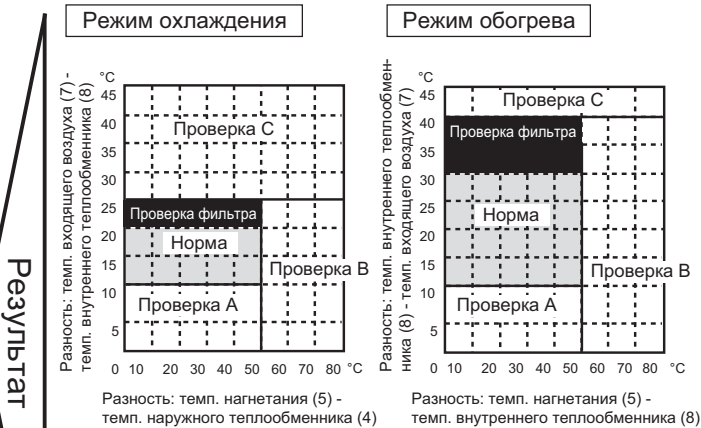 Режим охлаждения
Режим обогрева
Результат
Разность: темп. входящего воздуха (7) -
темп. внутреннего теплообменника (8)
°C
45
40
35
30
25
20
15
10
5
0 10 20 30 40 50 60 70 80 °C
Проверка C
Проверка фильтра
Норма
Проверка B
Проверка A
Разность: темп. нагнетания (5) -
темп. наружного теплообменника (4)
Разность: темп. внутреннего теплообмен-
ника (8) - темп. входящего воздуха (7)
°C
45
40
35
30
25
20
15
10
5
0 10 20 30 40 50 60 70 80 °C
Проверка C
Проверка фильтра
Норма
Проверка B
Проверка A
Разность: темп. нагнетания (5) -
темп. внутреннего теплообменника (8)